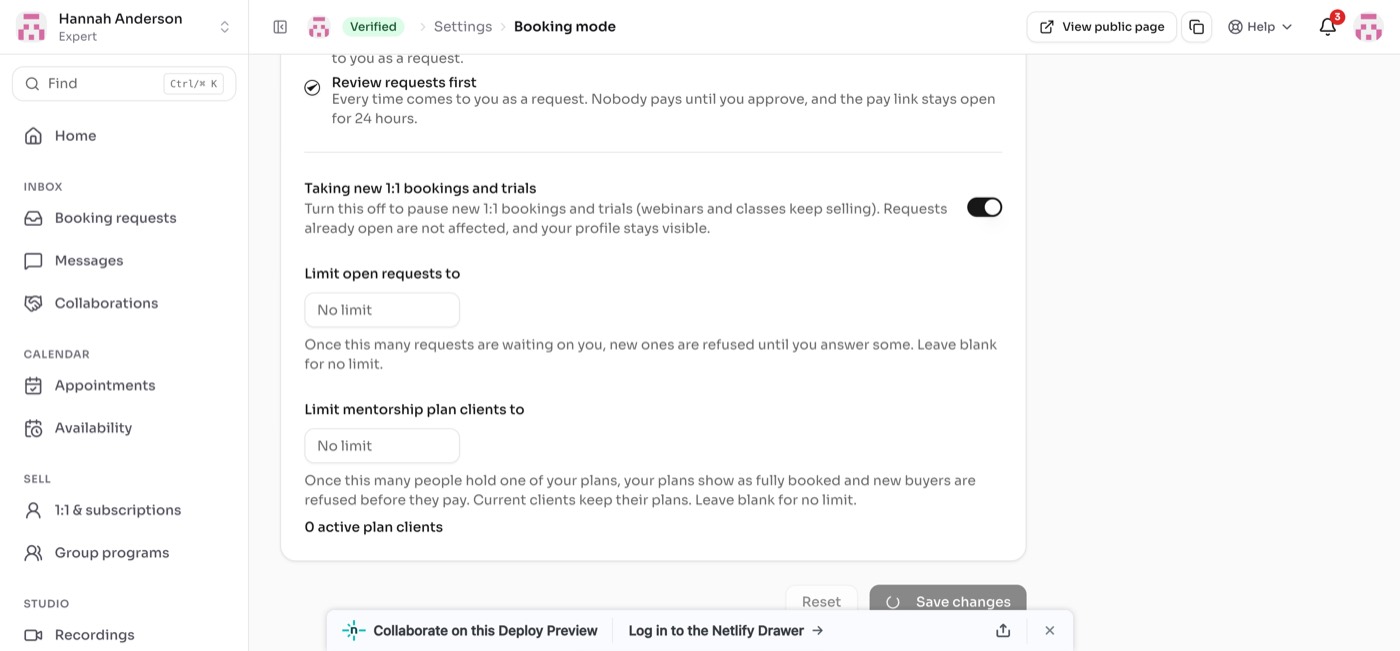 Hannah Anderson
Expert
Verified
Settings
Booking mode
View public page
Help
3
Find
Ctrl/⌘ K
Home
INBOX
Booking requests
Messages
Collaborations
CALENDAR
Appointments
Availability
SELL
1:1 & subscriptions
Group programs
STUDIO
Recordings
to you as a request.
Review requests first
Every time comes to you as a request. Nobody pays until you approve, and the pay link stays open
for 24 hours.
Taking new 1:1 bookings and trials
Turn this off to pause new 1:1 bookings and trials (webinars and classes keep selling). Requests
already open are not affected, and your profile stays visible.
Limit open requests to
No limit
Once this many requests are waiting on you, new ones are refused until you answer some. Leave blank
for no limit.
Limit mentorship plan clients to
No limit
Once this many people hold one of your plans, your plans show as fully booked and new buyers are
refused before they pay. Current clients keep their plans. Leave blank for no limit.
0 active plan clients
Reset
Save changes
Collaborate on this Deploy Preview
Log in to the Netlify Drawer →